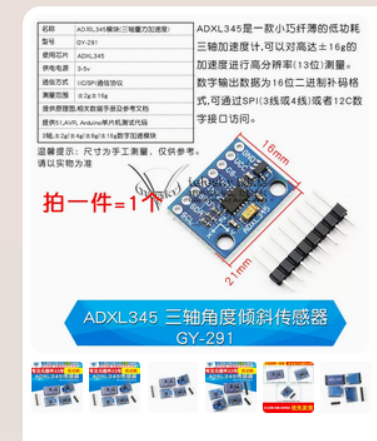 名称 ADXL345模块(三轴重力加速度)
型号 GY-291
使用芯片 ADXL345
供电电源 3-5v
通信方式 IIC/SPI通信协议
测量范围 ±2g±16g
提供原理图,相关数据手册及参考文档
提供51,AVR, Arduino单片机测试代码
3轴,±2g/±4g/±8g/±16g数字加速模块
温馨提示：尺寸为手工测量，仅供参考。
请以实物为准
ADXL345是一款小巧纤薄的低功耗
三轴加速度计,可以对高达±16g的
加速度进行高分辨率(13位)测量。
数字输出数据为16位二进制补码格
式,可通过SPI(3线或4线)或者12C数
字接口访问。
拍一件=1个
16mm
21mm
GND
VCC
CS
SDA
SCL
ADXL345
ADXL345 三轴角度倾斜传感器
GY-291